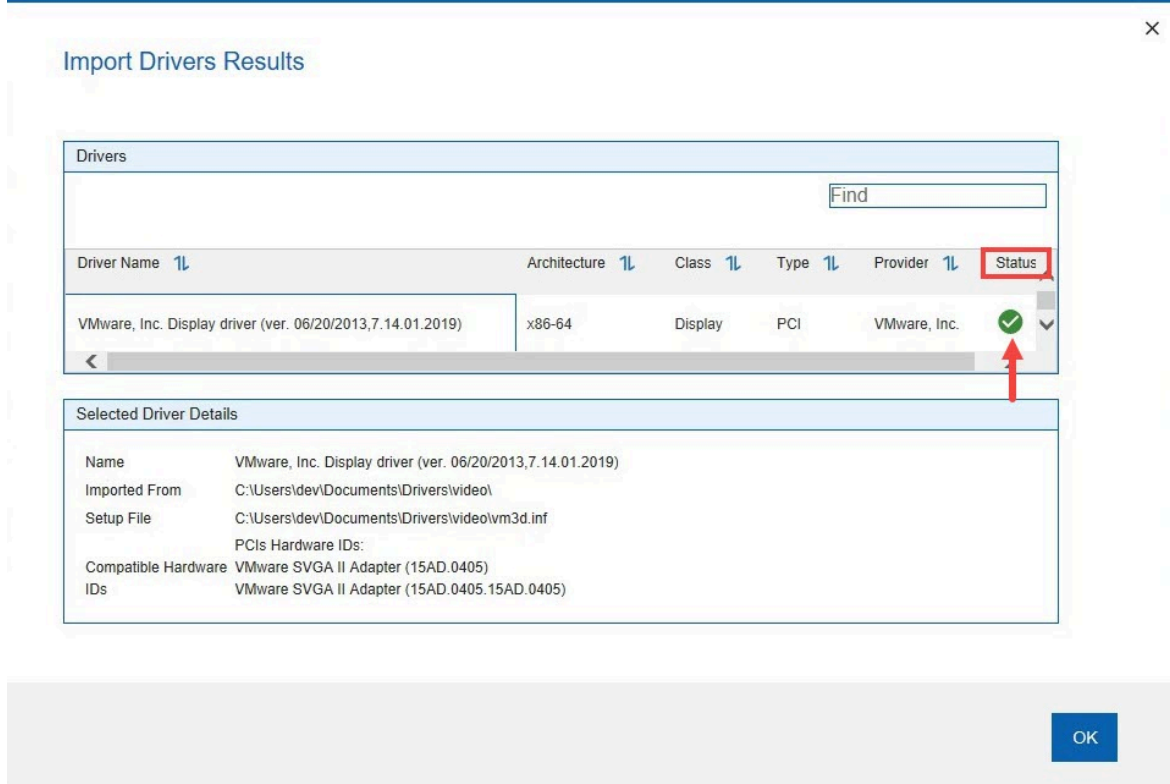 Import Drivers Results
Drivers
Find
Driver Name Architecture Class Type Provider Status
VMware, Inc. Display driver (ver. 06/20/2013,7.14.01.2019) x86-64 Display PCI VMware, Inc.
Selected Driver Details
Name VMware, Inc. Display driver (ver. 06/20/2013,7.14.01.2019)
Imported From C:\Users\dev\Documents\Drivers\video\
Setup File C:\Users\dev\Documents\Drivers\video\vm3d.inf
PCIs Hardware IDs:
Compatible Hardware VMware SVGA II Adapter (15AD.0405)
IDs VMware SVGA II Adapter (15AD.0405.15AD.0405)
OK